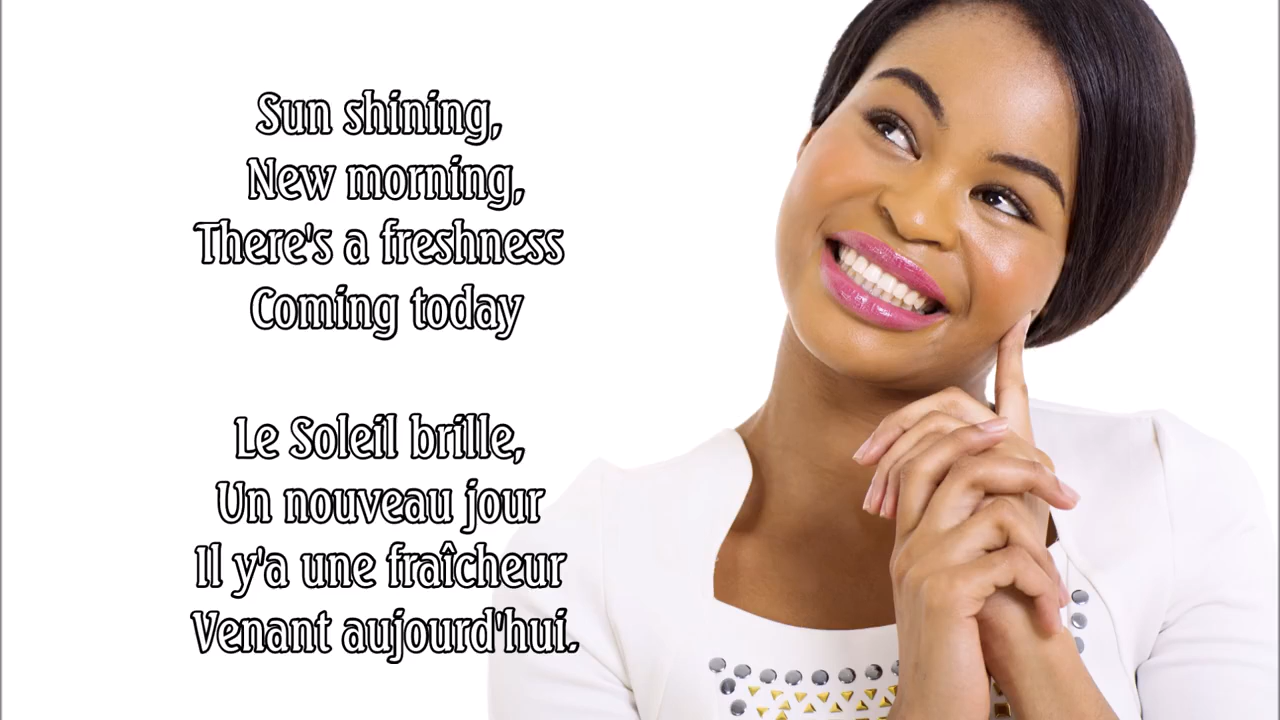 Sun shining,
New morning,
There's a freshness
Coming today
Le Soleil brille,
Un nouveau jour
Il y'a une fraîcheur
Venant aujourd'hui.